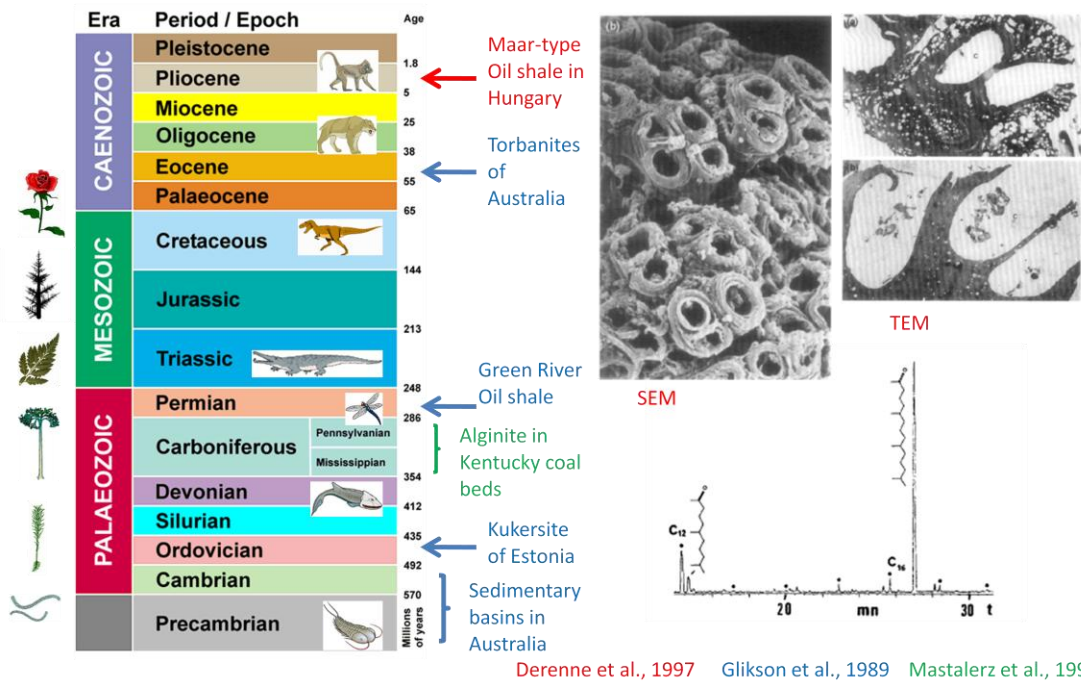 Era
Period / Epoch
Age
CAENOZOIC
Pleistocene
1.8
Pliocene
5
Miocene
25
Oligocene
38
Eocene
55
Palaeocene
65
MESOZOIC
Cretaceous
144
Jurassic
213
Triassic
248
PALAEOZOIC
Permian
286
Carboniferous
Pennsylvanian
Mississippian
354
Devonian
412
Silurian
435
Ordovician
492
Cambrian
570
Precambrian
Millions
of years
Maar-type
Oil shale in
Hungary
Torbanites
of
Australia
Green River
Oil shale
Alginite in
Kentucky coal
beds
Kukersite
of Estonia
Sedimentary
basins in
Australia
(b)
SEM
(a)
c
TEM
C12
O
C16
O
20
mn
30
t
Derenne et al., 1997
Glikson et al., 1989
Mastalerz et al., 199